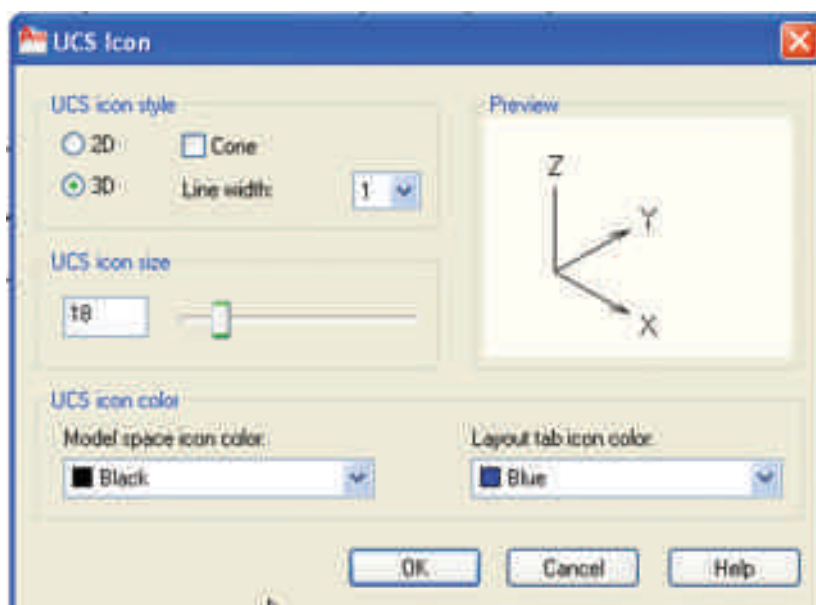 UCS Icon
UCS icon style
2D
Cone
3D
Line width:
1
UCS icon size
18
Preview
Z
Y
X
UCS icon color
Model space icon color:
Black
Layout tab icon color:
Blue
OK
Cancel
Help